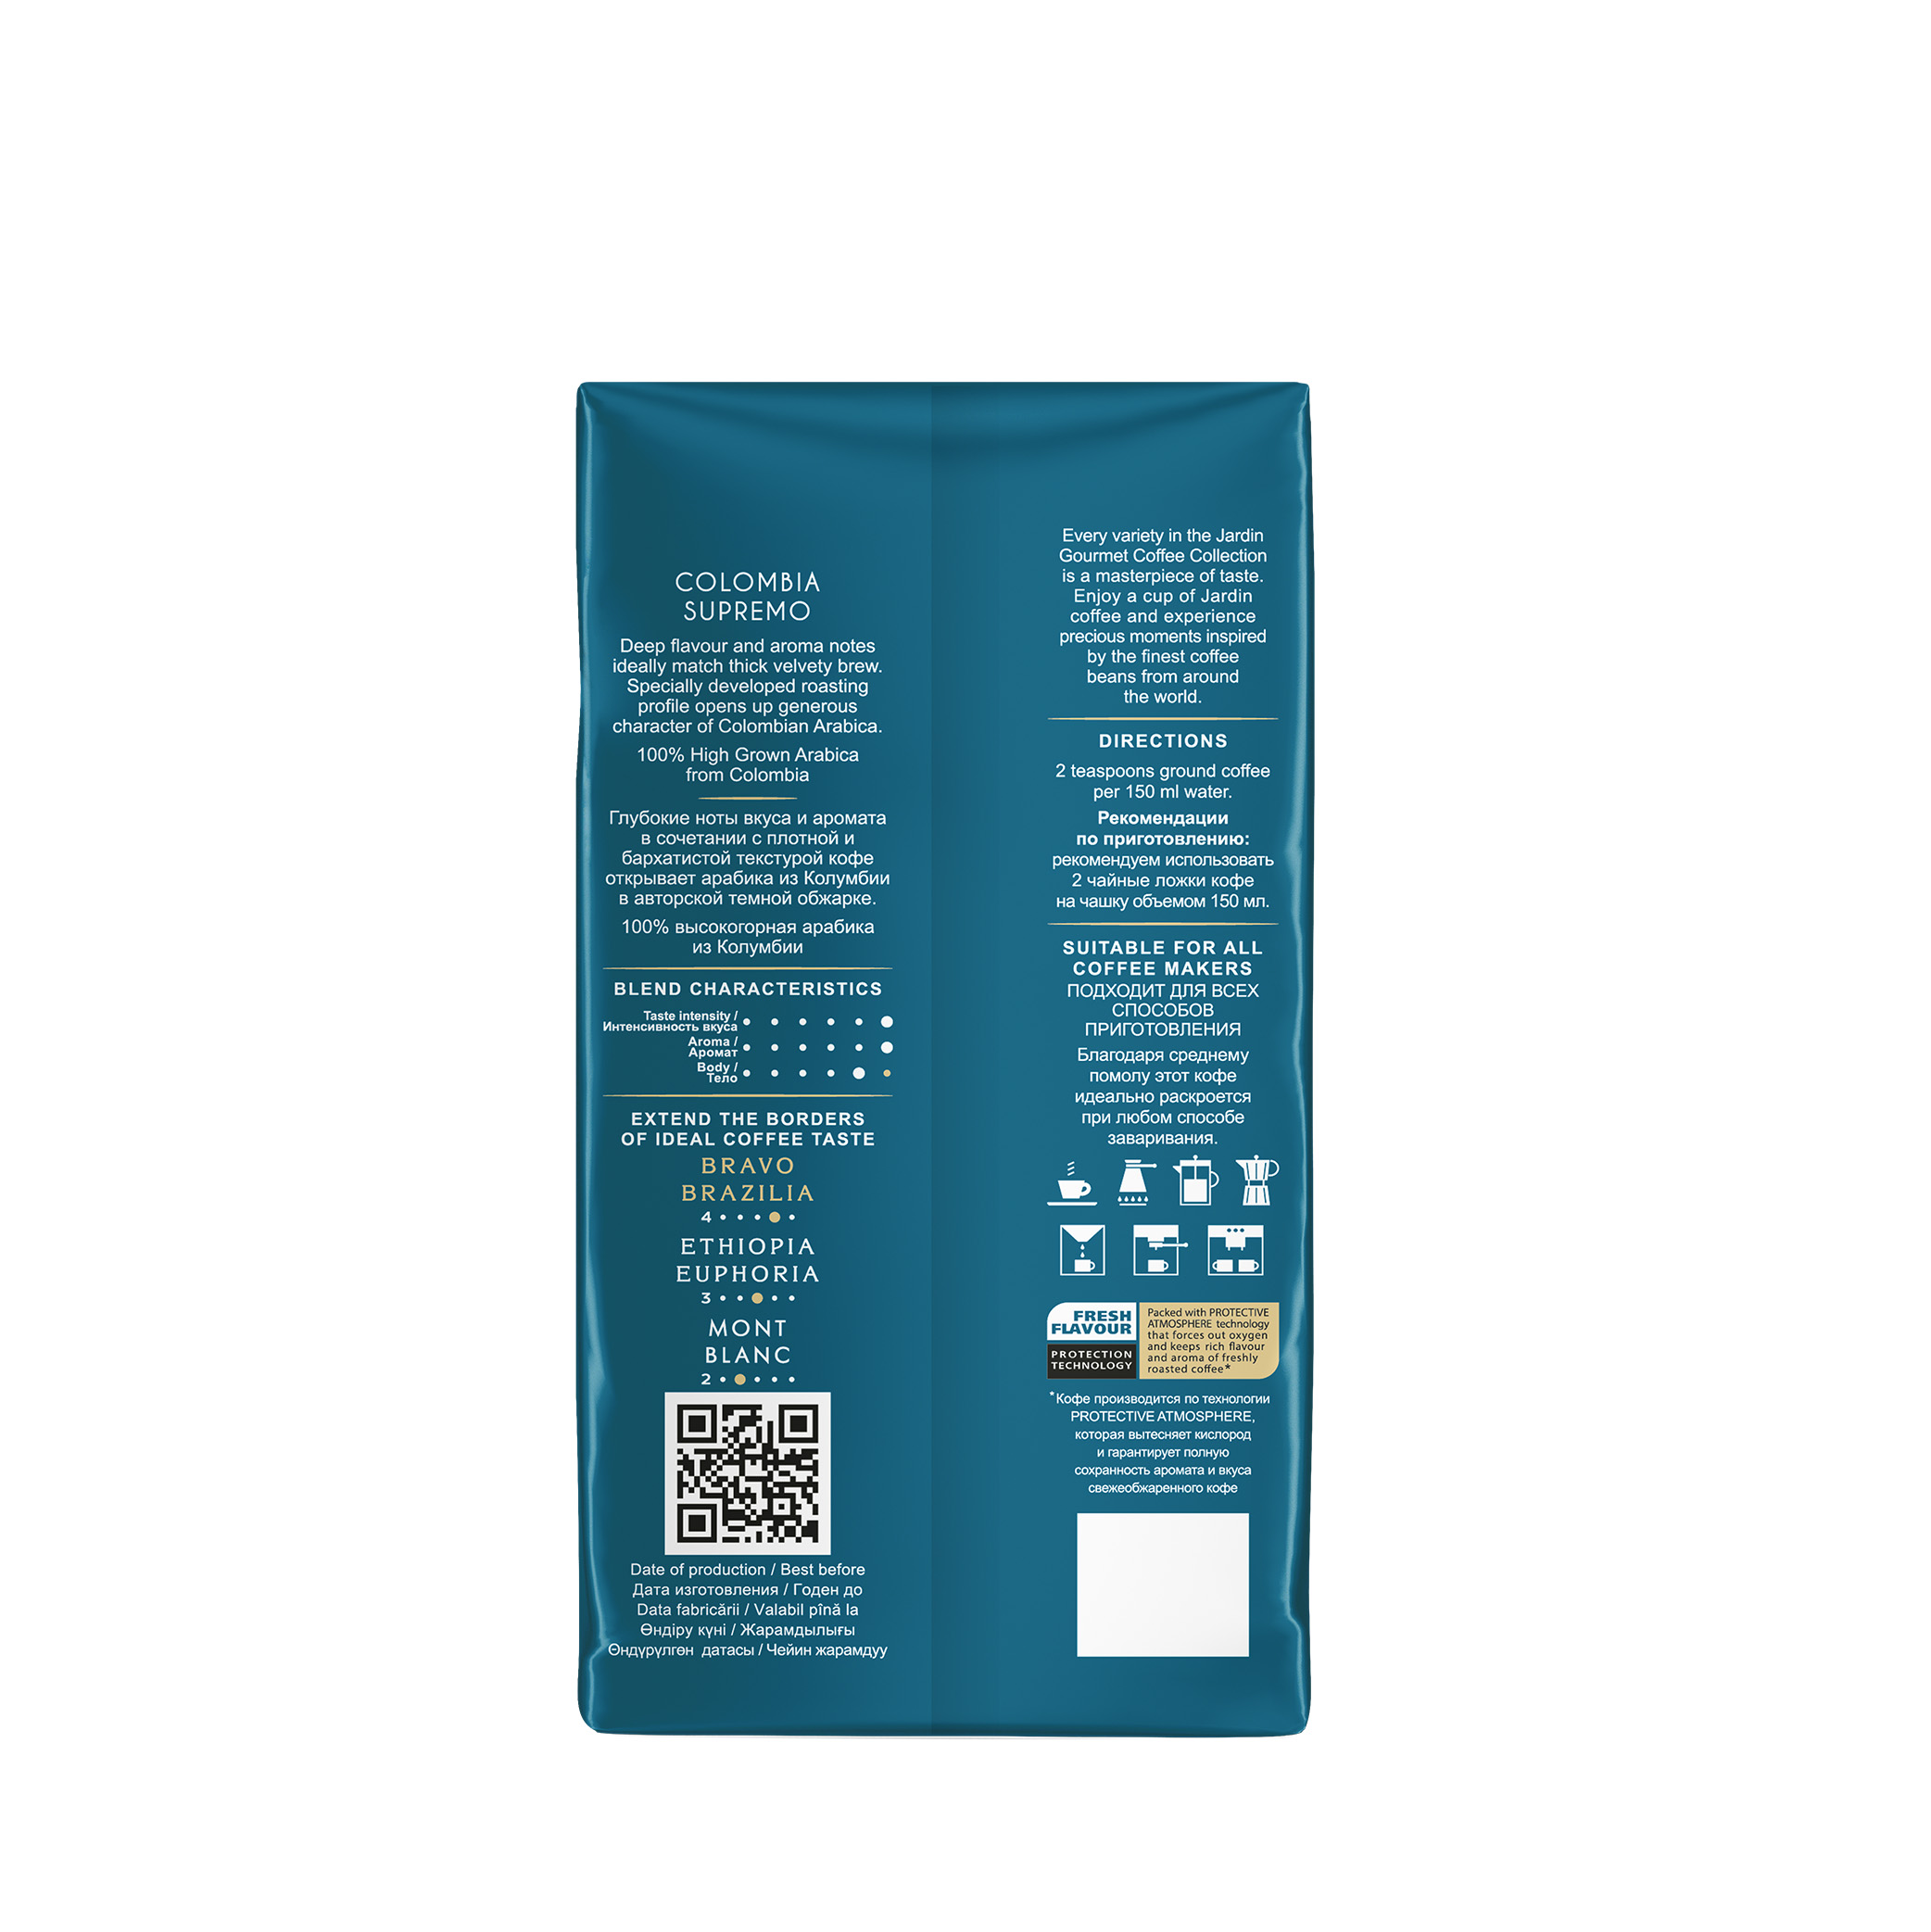 COLOMBIA
SUPREMO
Deep flavour and aroma notes
ideally match thick velvety brew.
Specially developed roasting
profile opens up generous
character of Colombian Arabica.
100% High Grown Arabica
from Colombia
Глубокие ноты вкуса и аромата
в сочетании с плотной и
бархатистой текстурой кофе
открывает арабика из Колумбии
в авторской темной обжарке.
100% высокогорная арабика
из Колумбии
BLEND CHARACTERISTICS
Taste intensity /
Интенсивность вкуса
Aroma /
Аромат
Body /
Тело
EXTEND THE BORDERS
OF IDEAL COFFEE TASTE
BRAVO
BRAZILIA
4
ETHIOPIA
EUPHORIA
3
MONT
BLANC
2
Date of production / Best before
Дата изготовления / Годен до
Data fabricării / Valabil pînă la
Өндіру күні / Жарамдылығы
Өндүрүлгөн датасы / Чейин жарамдуу
Every variety in the Jardin
Gourmet Coffee Collection
is a masterpiece of taste.
Enjoy a cup of Jardin
coffee and experience
precious moments inspired
by the finest coffee
beans from around
the world.
DIRECTIONS
2 teaspoons ground coffee
per 150 ml water.
Рекомендации
по приготовлению:
рекомендуем использовать
2 чайные ложки кофе
на чашку объемом 150 мл.
SUITABLE FOR ALL
COFFEE MAKERS
ПОДХОДИТ ДЛЯ ВСЕХ
СПОСОБОВ
ПРИГОТОВЛЕНИЯ
Благодаря среднему
помолу этот кофе
идеально раскроется
при любом способе
заваривания.
FRESH
FLAVOUR
PROTECTION
TECHNOLOGY
Packed with PROTECTIVE
ATMOSPHERE technology
that forces out oxygen
and keeps rich flavour
and aroma of freshly
roasted coffee*
*Кофе производится по технологии
PROTECTIVE ATMOSPHERE,
которая вытесняет кислород
и гарантирует полную
сохранность аромата и вкуса
свежеобжаренного кофе